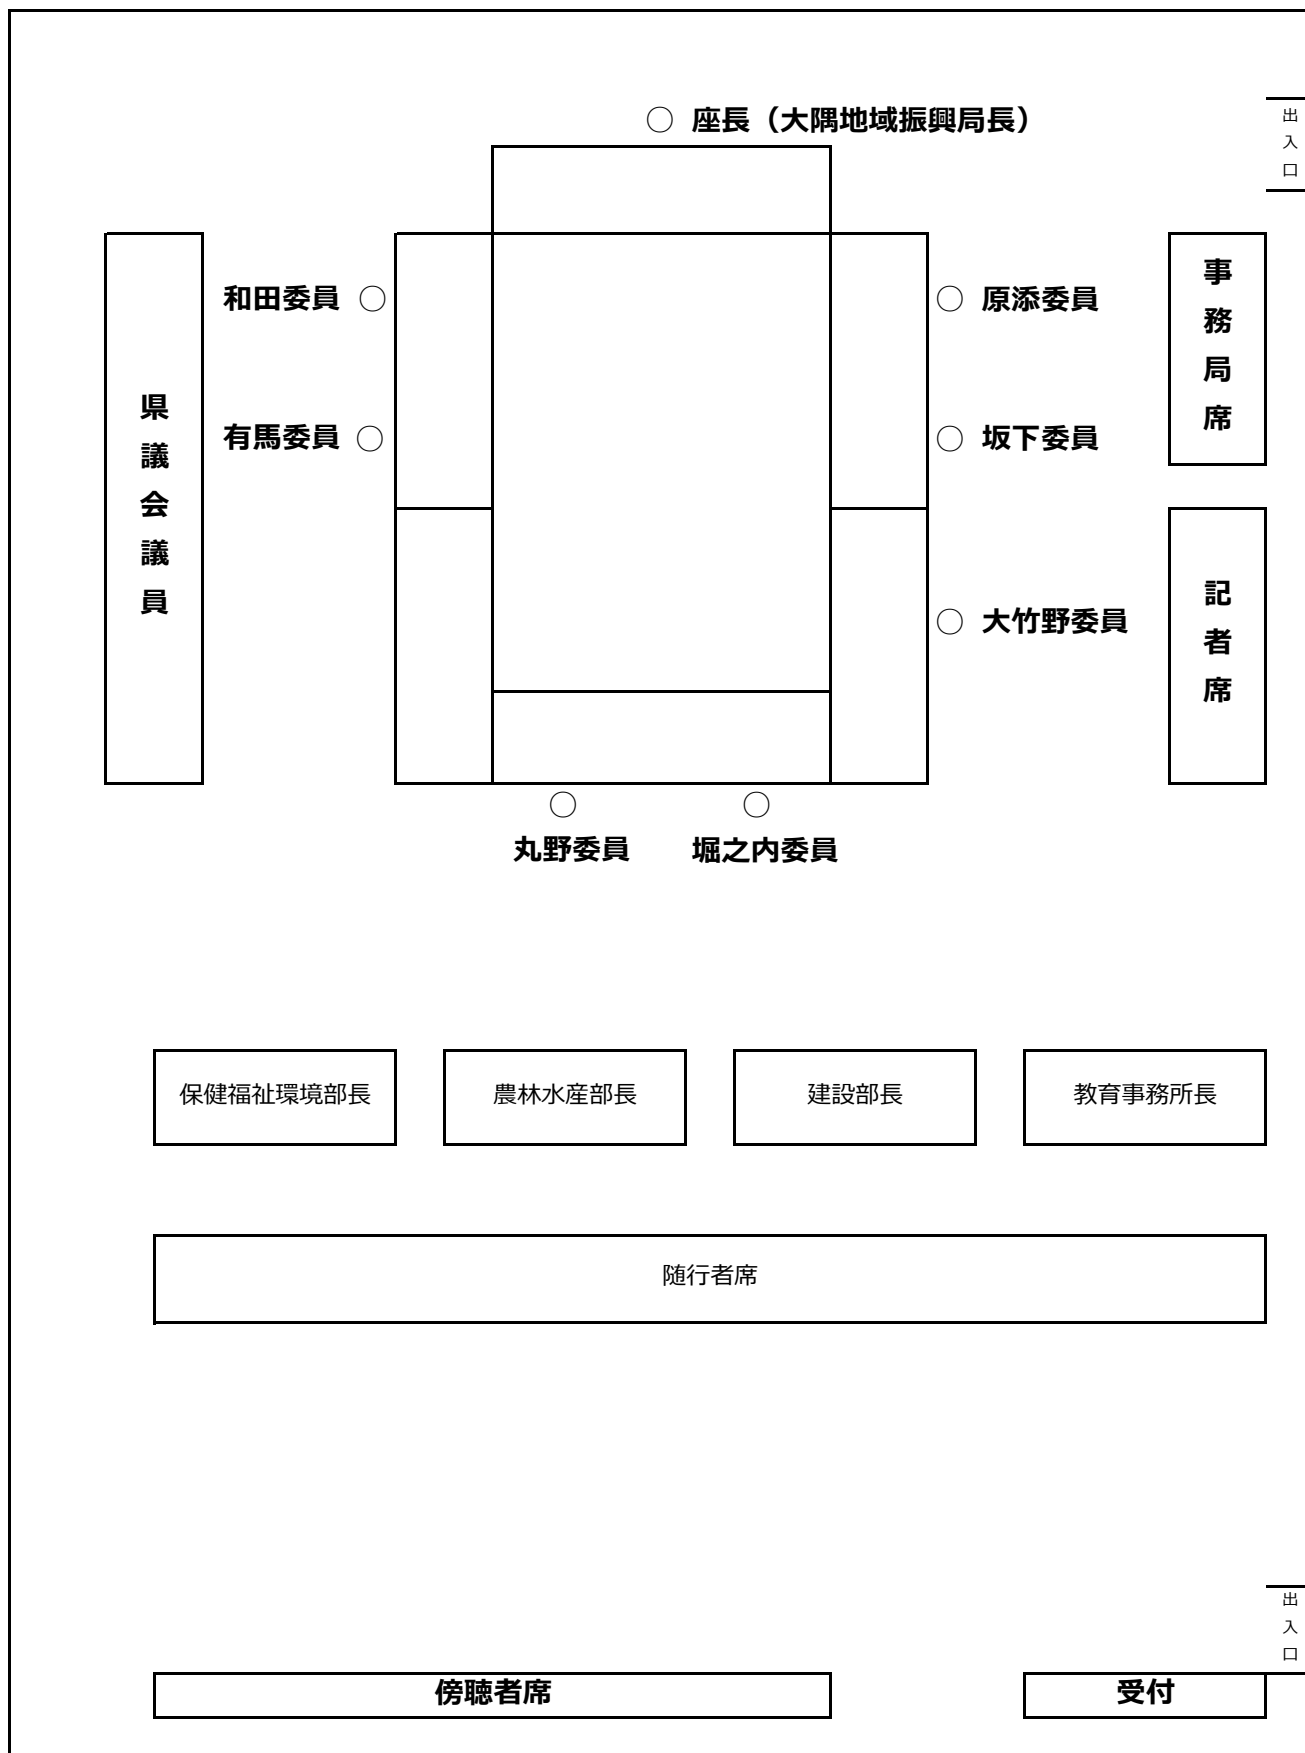 ○ 座長（大隅地域振興局長）
出入口
和田委員 ○
○ 原添委員
事務局席
県議会議員
有馬委員 ○
○ 坂下委員
○ 大竹野委員
記者席
○ ○
丸野委員 堀之内委員
保健福祉環境部長 農林水産部長 建設部長 教育事務所長
随行者席
出入口
傍聴者席 受付